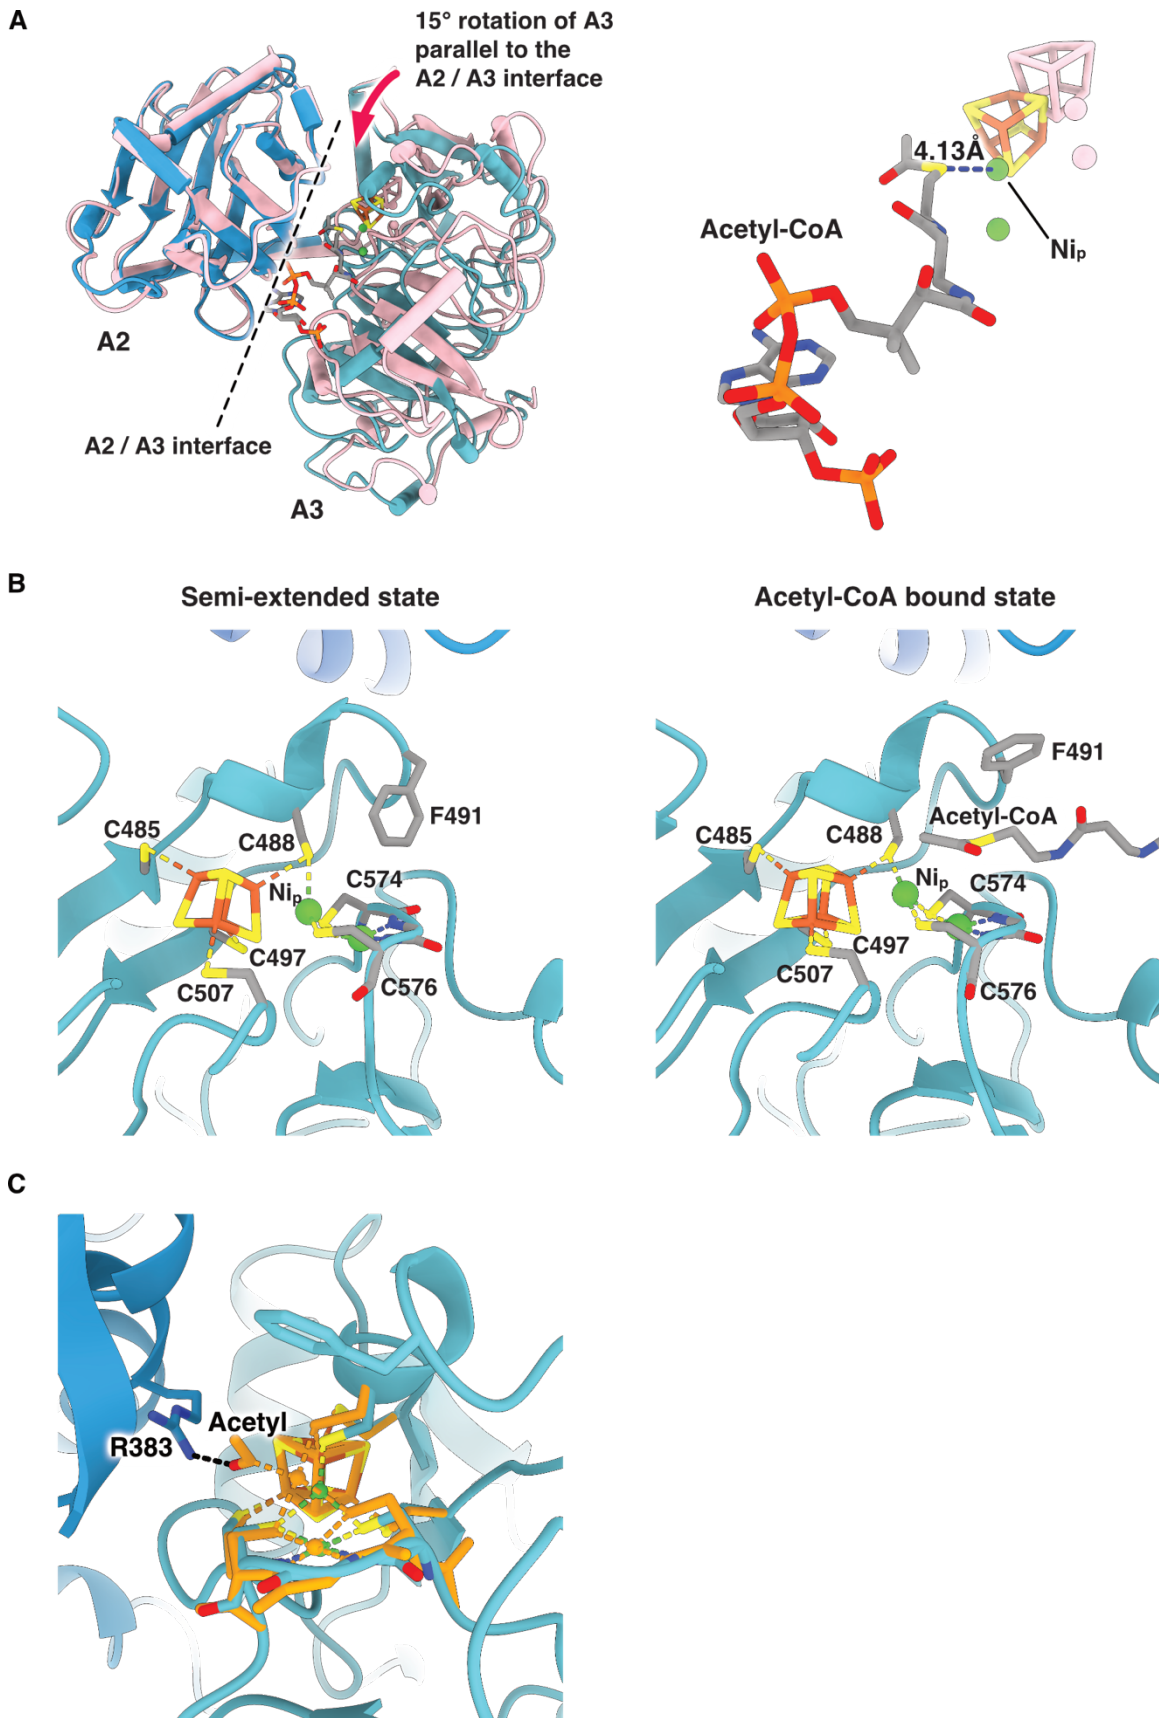 A
15° rotation of A3
parallel to the
A2 / A3 interface
A2
A2 / A3 interface
A3
4.13Å
Acetyl-CoA
Niₚ
B
Semi-extended state
Acetyl-CoA bound state
F491
C485
C488
Niₚ
C574
C497
C507
C576
F491
Acetyl-CoA
C485
C488
Niₚ
C574
C497
C507
C576
C
Acetyl
R383